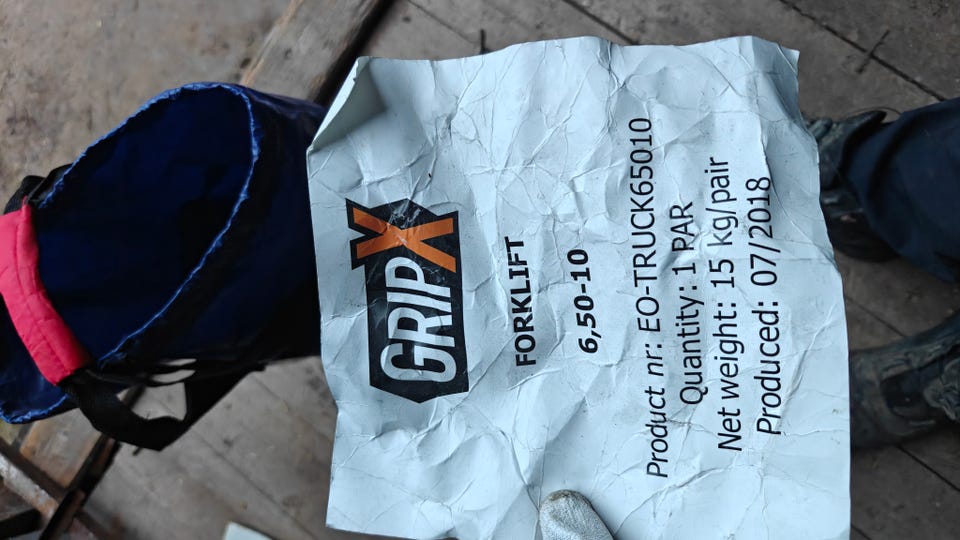 GRIPX
FORKLIFT
6,50-10
Product nr: EO-TRUCK65010
Quantity: 1 PAR
Net weight: 15 kg/pair
Produced: 07/2018